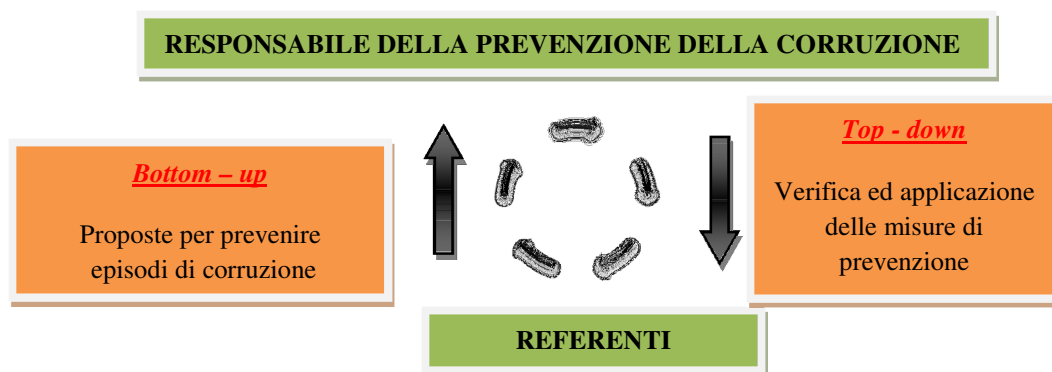 RESPONSABILE DELLA PREVENZIONE DELLA CORRUZIONE
Bottom – up
Proposte per prevenire
episodi di corruzione
Top - down
Verifica ed applicazione
delle misure di
prevenzione
REFERENTI